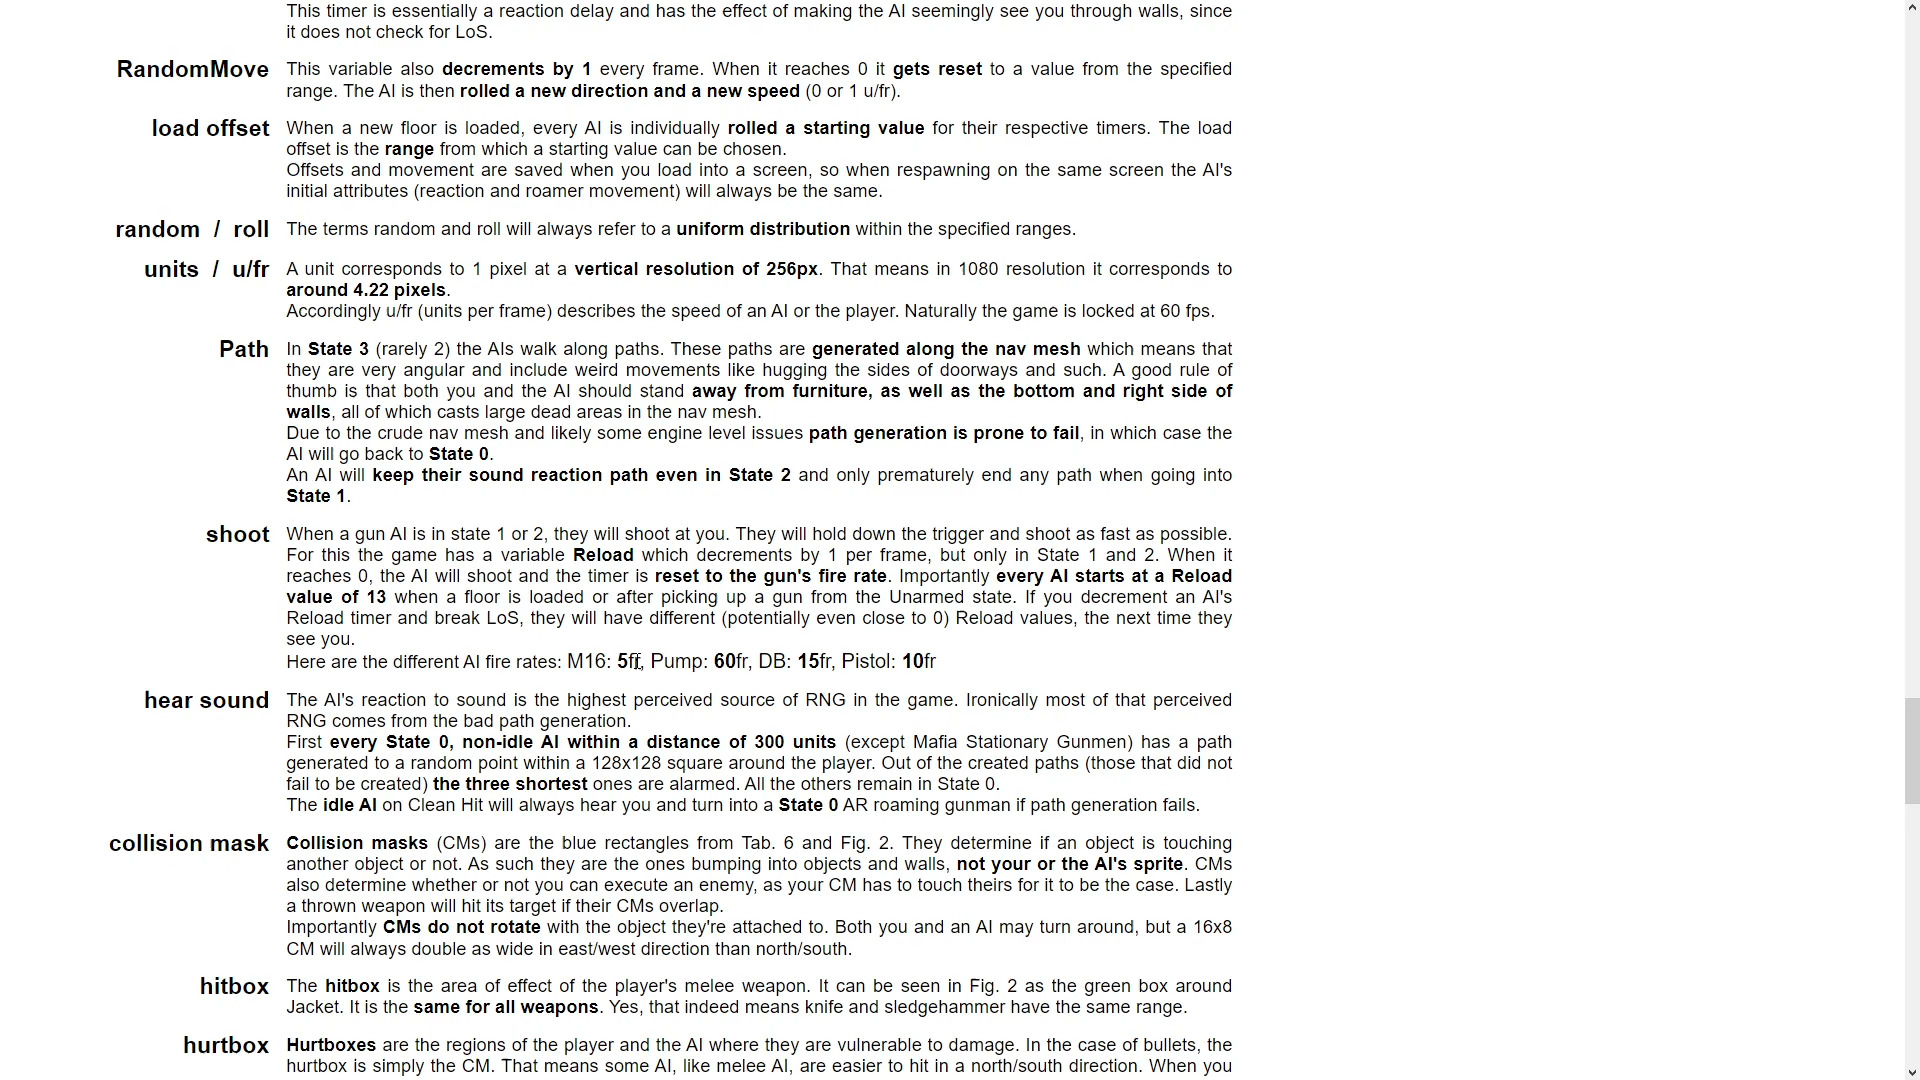 This timer is essentially a reaction delay and has the effect of making the AI seemingly see you through walls, since
it does not check for LoS.
RandomMove This variable also decrements by 1 every frame. When it reaches 0 it gets reset to a value from the specified
range. The AI is then rolled a new direction and a new speed (0 or 1 u/fr).
load offset When a new floor is loaded, every AI is individually rolled a starting value for their respective timers. The load
offset is the range from which a starting value can be chosen.
Offsets and movement are saved when you load into a screen, so when respawning on the same screen the AI's
initial attributes (reaction and roamer movement) will always be the same.
random / roll The terms random and roll will always refer to a uniform distribution within the specified ranges.
units / u/fr A unit corresponds to 1 pixel at a vertical resolution of 256px. That means in 1080 resolution it corresponds to
around 4.22 pixels.
Accordingly u/fr (units per frame) describes the speed of an AI or the player. Naturally the game is locked at 60 fps.
Path In State 3 (rarely 2) the AIs walk along paths. These paths are generated along the nav mesh which means that
they are very angular and include weird movements like hugging the sides of doorways and such. A good rule of
thumb is that both you and the AI should stand away from furniture, as well as the bottom and right side of
walls, all of which casts large dead areas in the nav mesh.
Due to the crude nav mesh and likely some engine level issues path generation is prone to fail, in which case the
AI will go back to State 0.
An AI will keep their sound reaction path even in State 2 and only prematurely end any path when going into
State 1.
shoot When a gun AI is in state 1 or 2, they will shoot at you. They will hold down the trigger and shoot as fast as possible.
For this the game has a variable Reload which decrements by 1 per frame, but only in State 1 and 2. When it
reaches 0, the AI will shoot and the timer is reset to the gun's fire rate. Importantly every AI starts at a Reload
value of 13 when a floor is loaded or after picking up a gun from the Unarmed state. If you decrement an AI's
Reload timer and break LoS, they will have different (potentially even close to 0) Reload values, the next time they
see you.
Here are the different AI fire rates: M16: 5fr, Pump: 60fr, DB: 15fr, Pistol: 10fr
hear sound The AI's reaction to sound is the highest perceived source of RNG in the game. Ironically most of that perceived
RNG comes from the bad path generation.
First every State 0, non-idle AI within a distance of 300 units (except Mafia Stationary Gunmen) has a path
generated to a random point within a 128x128 square around the player. Out of the created paths (those that did not
fail to be created) the three shortest ones are alarmed. All the others remain in State 0.
The idle AI on Clean Hit will always hear you and turn into a State 0 AR roaming gunman if path generation fails.
collision mask Collision masks (CMs) are the blue rectangles from Tab. 6 and Fig. 2. They determine if an object is touching
another object or not. As such they are the ones bumping into objects and walls, not your or the AI's sprite. CMs
also determine whether or not you can execute an enemy, as your CM has to touch theirs for it to be the case. Lastly
a thrown weapon will hit its target if their CMs overlap.
Importantly CMs do not rotate with the object they're attached to. Both you and an AI may turn around, but a 16x8
CM will always double as wide in east/west direction than north/south.
hitbox The hitbox is the area of effect of the player's melee weapon. It can be seen in Fig. 2 as the green box around
Jacket. It is the same for all weapons. Yes, that indeed means knife and sledgehammer have the same range.
hurtbox Hurtboxes are the regions of the player and the AI where they are vulnerable to damage. In the case of bullets, the
hurtbox is simply the CM. That means some AI, like melee AI, are easier to hit in a north/south direction. When you